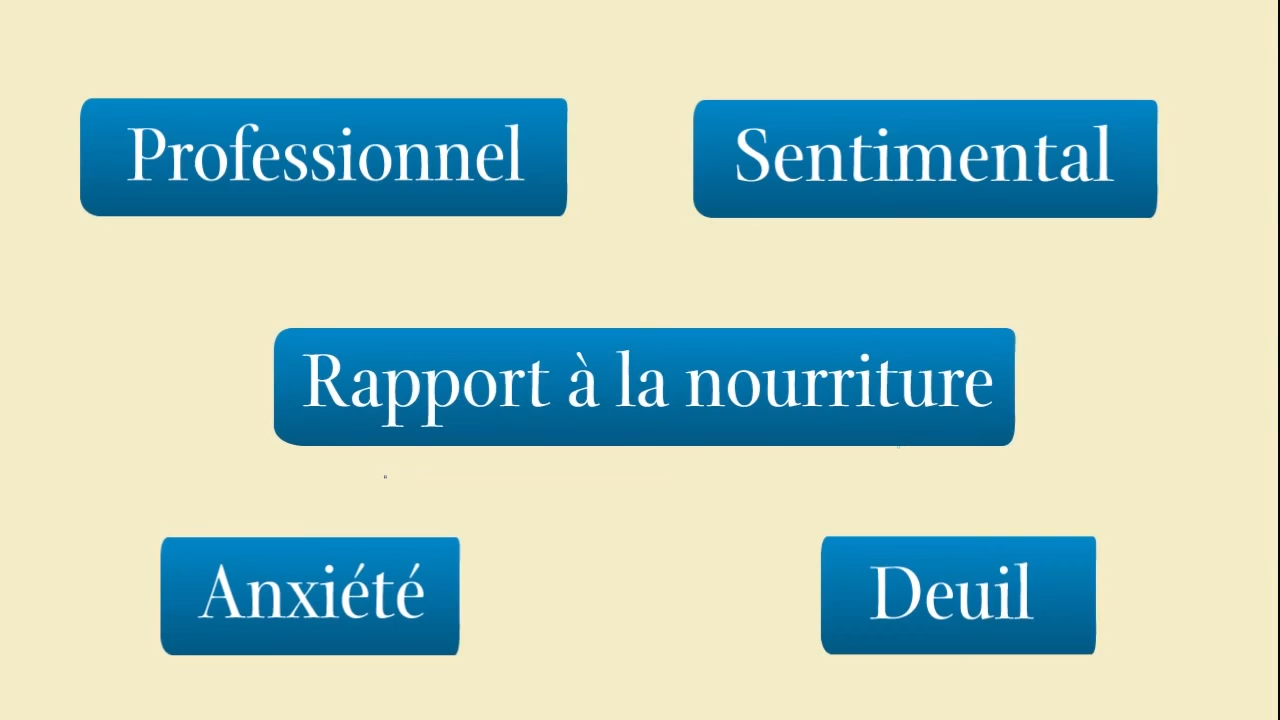 Professionnel
Sentimental
Rapport à la nourriture
Anxiété
Deuil